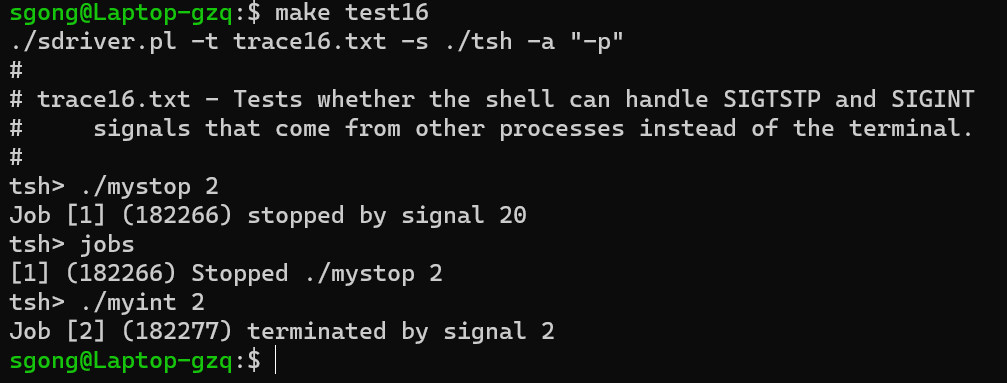 sgong@Laptop-gzq:$ make test16
./sdriver.pl -t trace16.txt -s ./tsh -a "-p"
#
# trace16.txt - Tests whether the shell can handle SIGTSTP and SIGINT
#     signals that come from other processes instead of the terminal.
#
tsh> ./mystop 2
Job [1] (182266) stopped by signal 20
tsh> jobs
[1] (182266) Stopped ./mystop 2
tsh> ./myint 2
Job [2] (182277) terminated by signal 2
sgong@Laptop-gzq:$